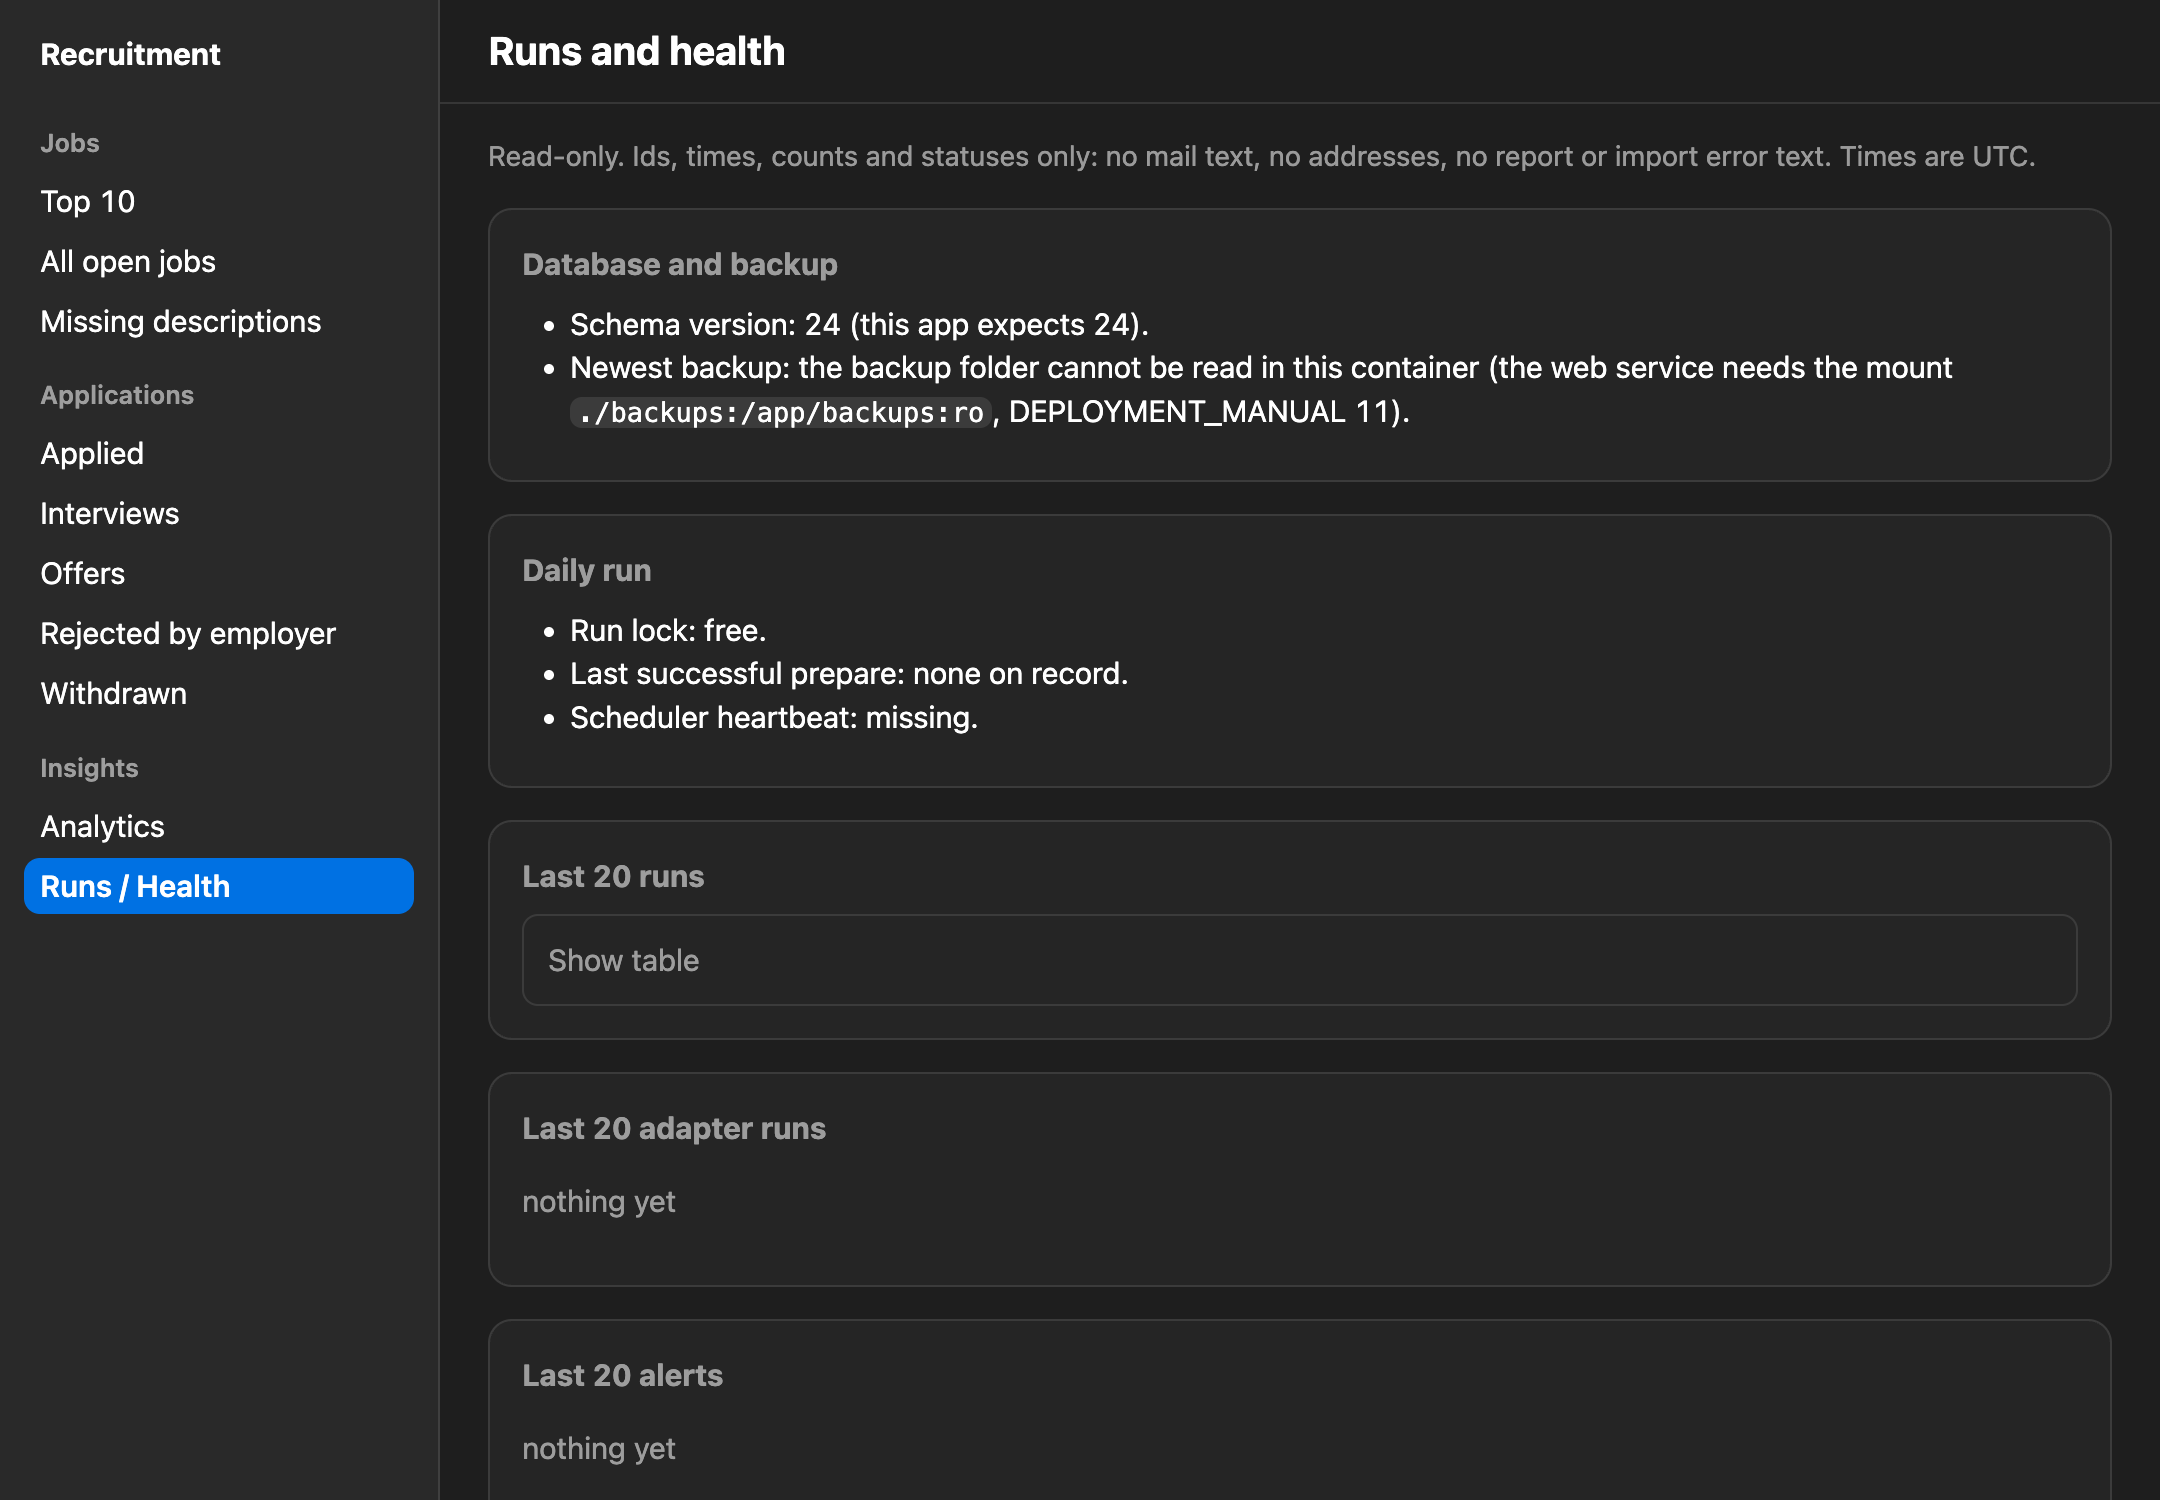 Recruitment
Jobs
Top 10
All open jobs
Missing descriptions
Applications
Applied
Interviews
Offers
Rejected by employer
Withdrawn
Insights
Analytics
Runs / Health
Runs and health
Read-only. Ids, times, counts and statuses only: no mail text, no addresses, no report or import error text. Times are UTC.
Database and backup
• Schema version: 24 (this app expects 24).
• Newest backup: the backup folder cannot be read in this container (the web service needs the mount
./backups:/app/backups:ro, DEPLOYMENT_MANUAL 11).
Daily run
• Run lock: free.
• Last successful prepare: none on record.
• Scheduler heartbeat: missing.
Last 20 runs
Show table
Last 20 adapter runs
nothing yet
Last 20 alerts
nothing yet